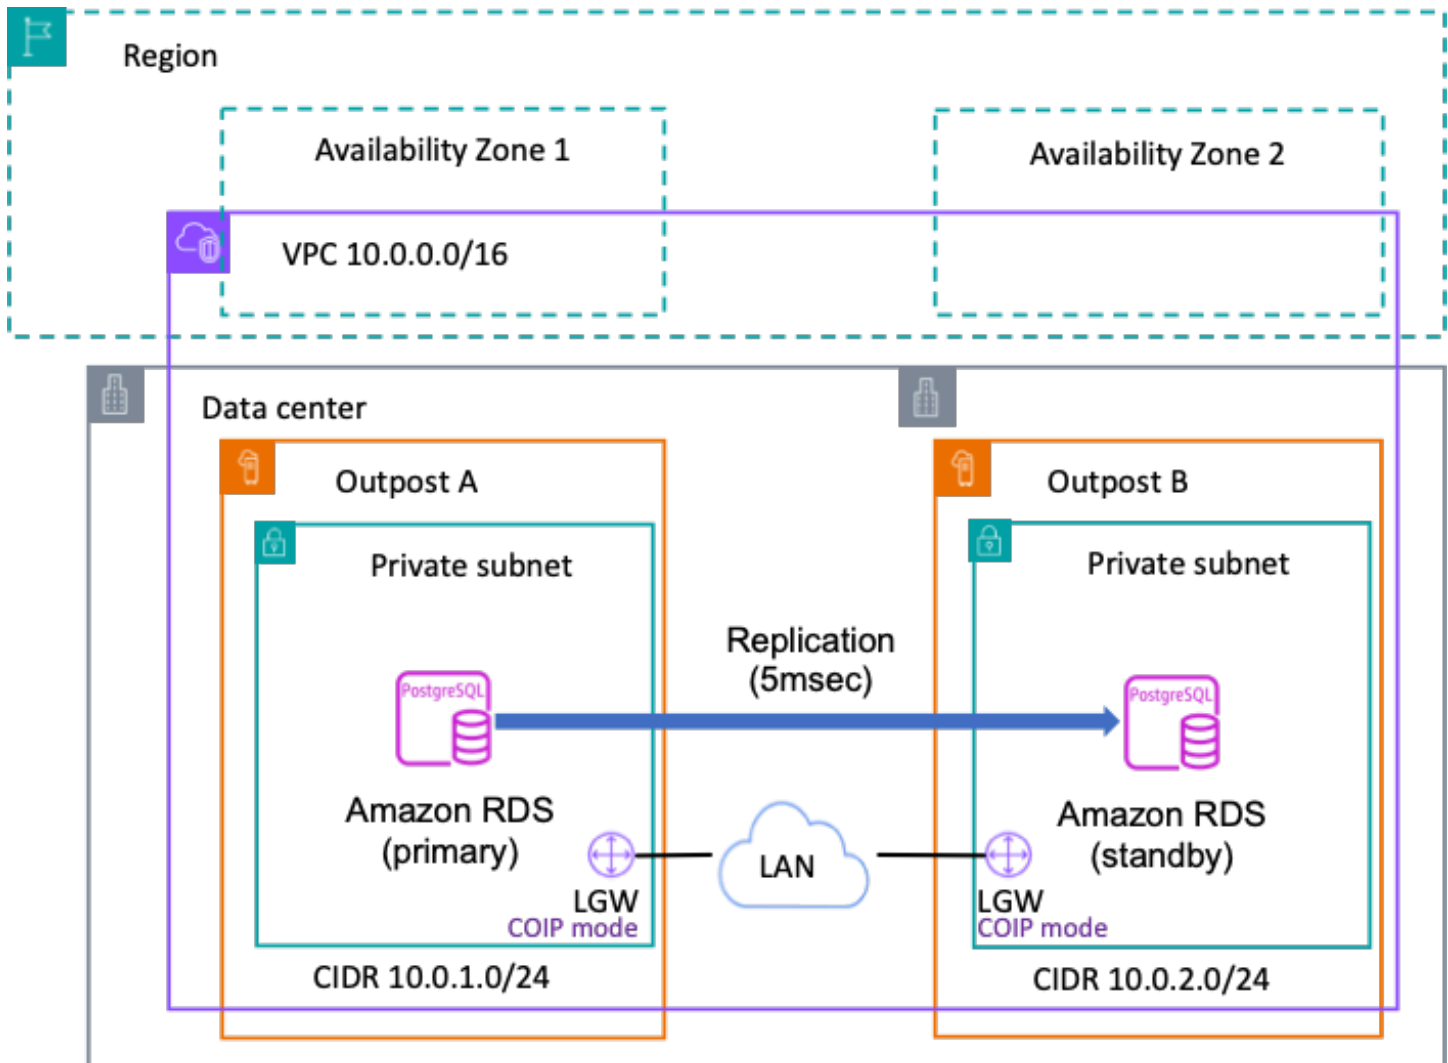 Region
Availability Zone 1
Availability Zone 2
VPC 10.0.0.0/16
Data center
Outpost A
Outpost B
Private subnet
Private subnet
Replication
(5msec)
PostgreSQL
PostgreSQL
Amazon RDS
(primary)
Amazon RDS
(standby)
LAN
LGW
COIP mode
LGW
COIP mode
CIDR 10.0.1.0/24
CIDR 10.0.2.0/24